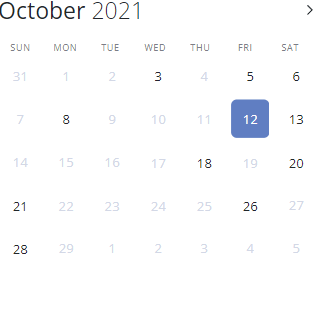 October 2021
SUN MON TUE WED THU FRI SAT
31 1 2 3 4 5 6
7 8 9 10 11 12 13
14 15 16 17 18 19 20
21 22 23 24 25 26 27
28 29 1 2 3 4 5